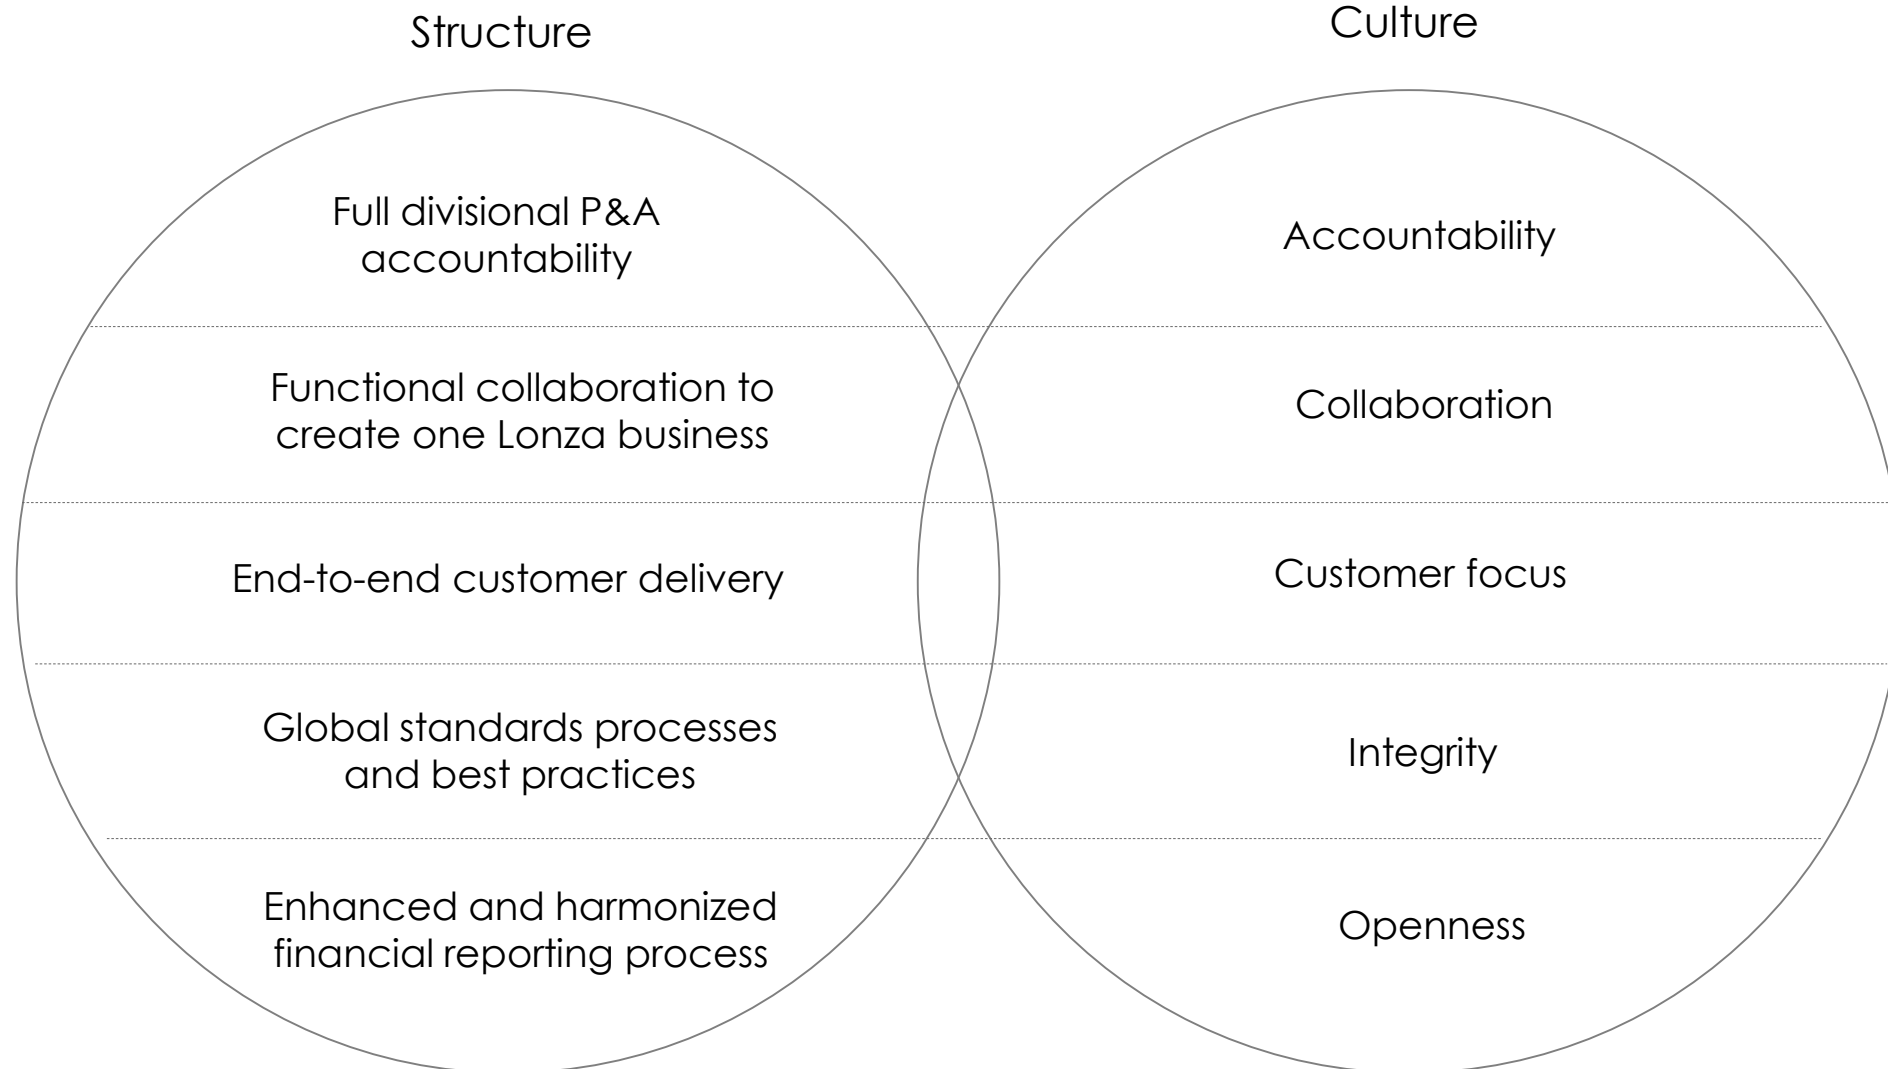 Structure
Culture
Full divisional P&A
accountability
Accountability
Functional collaboration to
create one Lonza business
Collaboration
End-to-end customer delivery
Customer focus
Global standards processes
and best practices
Integrity
Enhanced and harmonized
financial reporting process
Openness